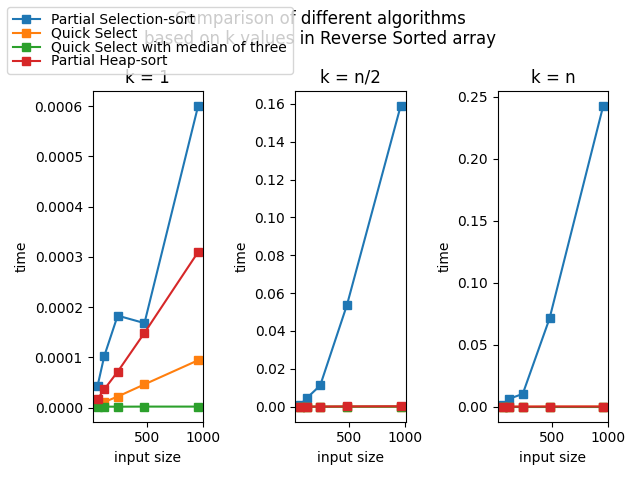 Comparison of different algorithms
based on k values in Reverse Sorted array
Partial Selection-sort
Quick Select
Quick Select with median of three
Partial Heap-sort
k = 1
k = n/2
k = n
time
0.0006
0.0005
0.0004
0.0003
0.0002
0.0001
0.0000
500
1000
input size
time
0.16
0.14
0.12
0.10
0.08
0.06
0.04
0.02
0.00
500
1000
input size
time
0.25
0.20
0.15
0.10
0.05
0.00
500
1000
input size